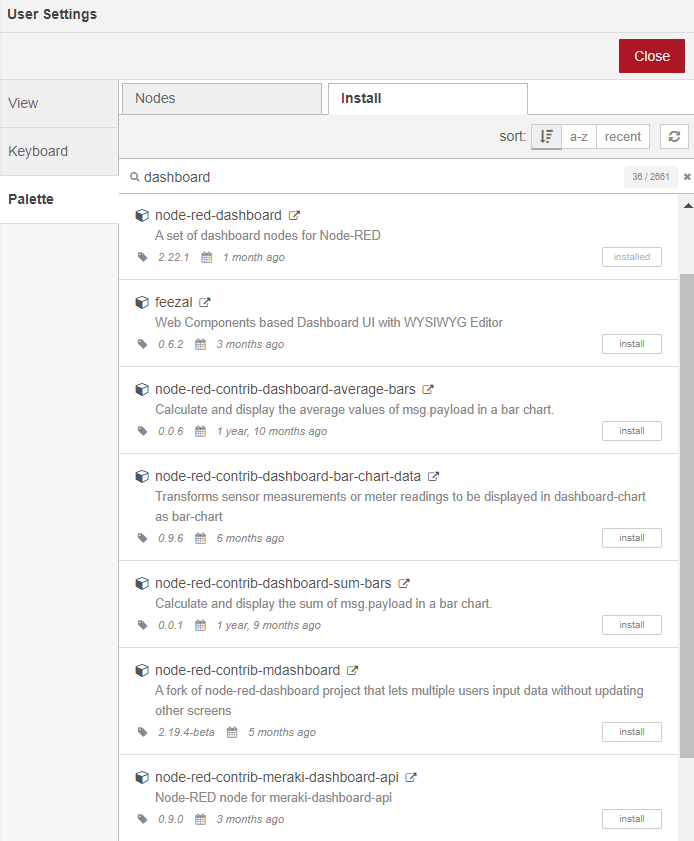 User Settings
Close
View
Keyboard
Palette
Nodes
Install
sort:
a-z
recent
dashboard
36 / 2661
node-red-dashboard
A set of dashboard nodes for Node-RED
2.22.1 1 month ago
installed
feezal
Web Components based Dashboard UI with WYSIWYG Editor
0.6.2 3 months ago
install
node-red-contrib-dashboard-average-bars
Calculate and display the average values of msg.payload in a bar chart.
0.0.6 1 year, 10 months ago
install
node-red-contrib-dashboard-bar-chart-data
Transforms sensor measurements or meter readings to be displayed in dashboard-chart
as bar-chart
0.9.6 6 months ago
install
node-red-contrib-dashboard-sum-bars
Calculate and display the sum of msg.payload in a bar chart.
0.0.1 1 year, 9 months ago
install
node-red-contrib-mdashboard
A fork of node-red-dashboard project that lets multiple users input data without updating
other screens
2.19.4-beta 5 months ago
install
node-red-contrib-meraki-dashboard-api
Node-RED node for meraki-dashboard-api
0.9.0 3 months ago
install